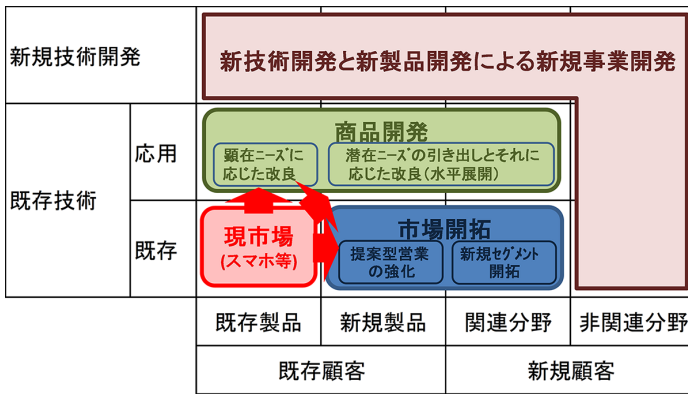 新規技術開発
新技術開発と新製品開発による新規事業開発
既存技術
応用
商品開発
顕在ﾆｰｽﾞに
応じた改良
潜在ﾆｰｽﾞの引き出しとそれに
応じた改良(水平展開)
既存
現市場
(スマホ等)
市場開拓
提案型営業
の強化
新規ｾｸﾞﾒﾝﾄ
開拓
既存製品
新規製品
関連分野
非関連分野
既存顧客
新規顧客